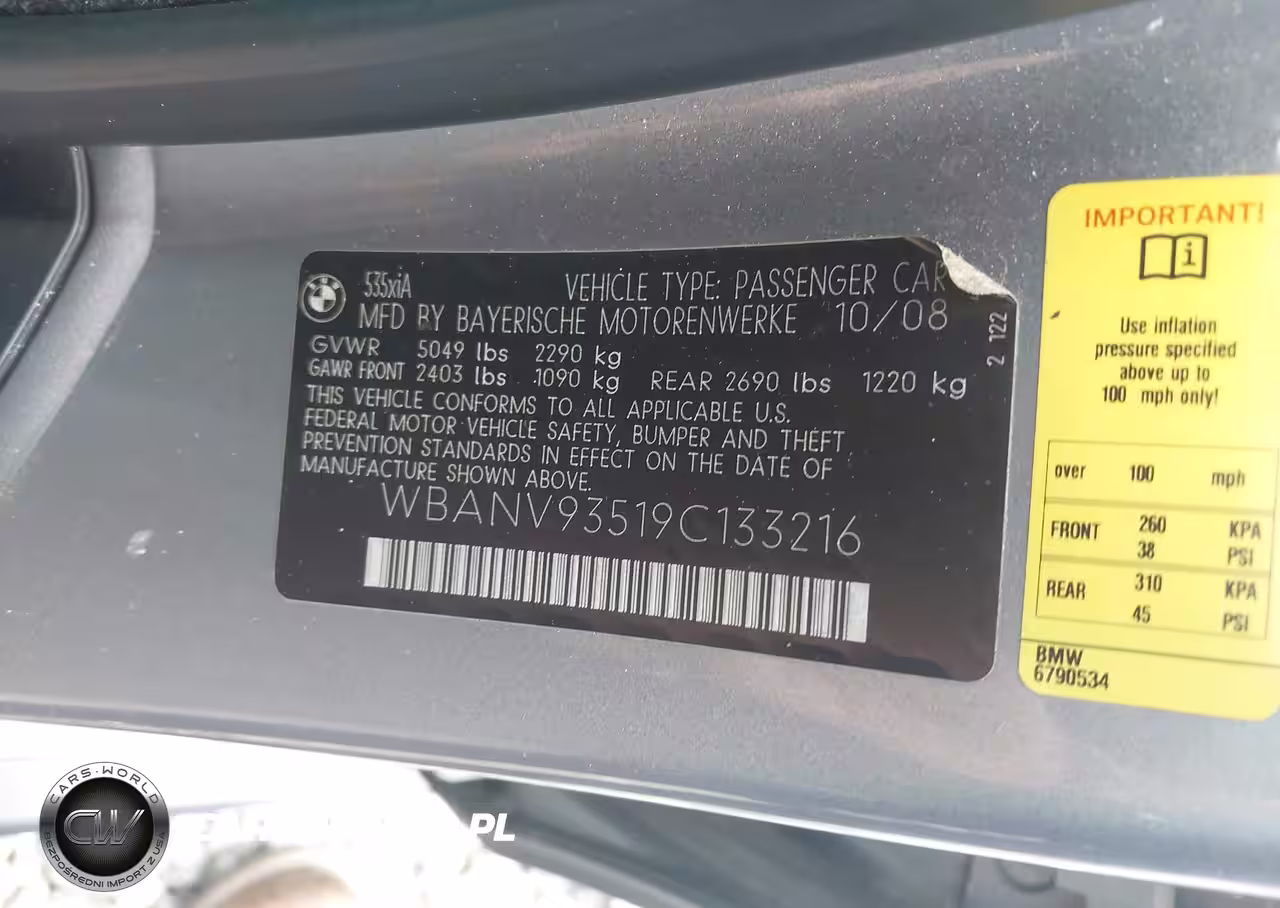 535xiA VEHICLE TYPE: PASSENGER CAR
MFD BY BAYERISCHE MOTORENWERKE 10/08
GVWR 5049 lbs 2290 kg
GAWR FRONT 2403 lbs 1090 kg REAR 2690 lbs 1220 kg
THIS VEHICLE CONFORMS TO ALL APPLICABLE U.S.
FEDERAL MOTOR VEHICLE SAFETY, BUMPER AND THEFT
PREVENTION STANDARDS IN EFFECT ON THE DATE OF
MANUFACTURE SHOWN ABOVE.
WBANV93519C133216
2 122
IMPORTANT!
i
Use inflation
pressure specified
above up to
100 mph only!
over 100 mph
FRONT 260 KPA
38 PSI
REAR 310 KPA
45 PSI
BMW
6790534
CARS-WORLD
CW
BEZPOŚREDNI IMPORT Z USA
.PL